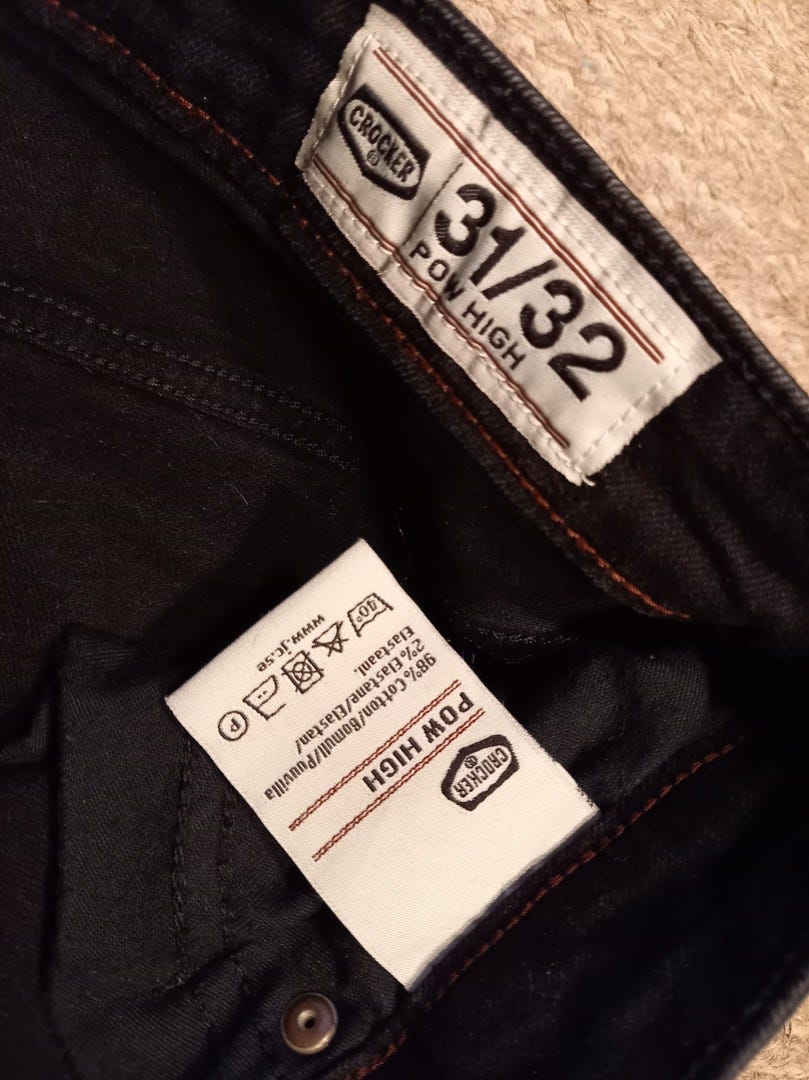 CROCKER
®
31/32
POW HIGH
CROCKER
®
POW HIGH
98% Cotton/Bomull/Puuvilla
2% Elastane/Elastan/
Elastaani.
40°
P
www.jc.se